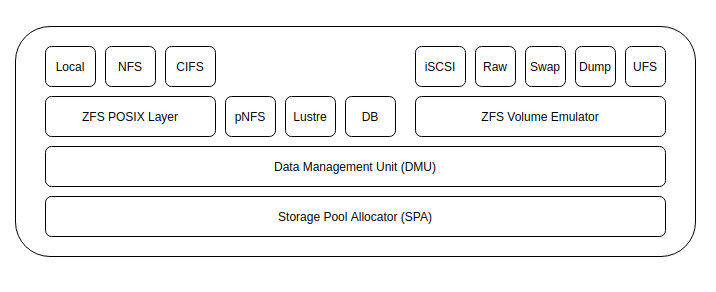 Local NFS CIFS iSCSI Raw Swap Dump UFS
ZFS POSIX Layer pNFS Lustre DB ZFS Volume Emulator
Data Management Unit (DMU)
Storage Pool Allocator (SPA)